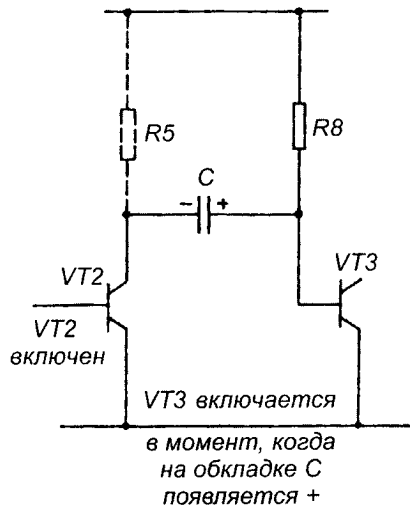 R5
R8
C
− +
VT2
VT3
VT2
включен
VT3 включается
в момент, когда
на обкладке C
появляется +